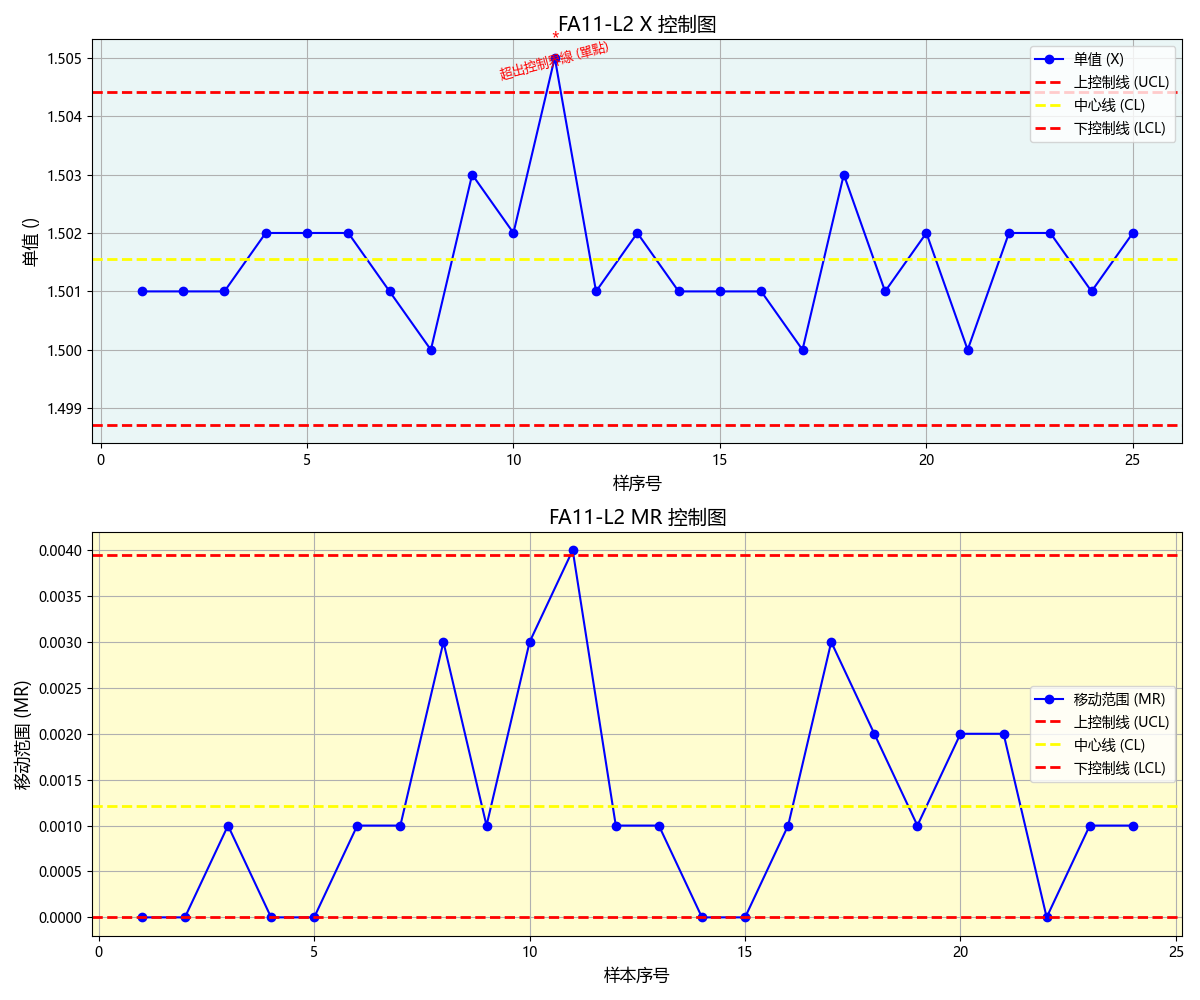 FA11-L2 X 控制图
*
超出控制界線 (單點)
单值 (X)
上控制线 (UCL)
中心线 (CL)
下控制线 (LCL)
单值 ()
1.505
1.504
1.503
1.502
1.501
1.500
1.499
0 5 10 15 20 25
样序号
FA11-L2 MR 控制图
移动范围 (MR)
0.0040
0.0035
0.0030
0.0025
0.0020
0.0015
0.0010
0.0005
0.0000
移动范围 (MR)
上控制线 (UCL)
中心线 (CL)
下控制线 (LCL)
0 5 10 15 20 25
样本序号